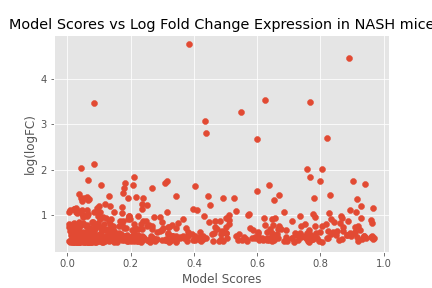 Model Scores vs Log Fold Change Expression in NASH mice
log(logFC)
4
3
2
1
0.0 0.2 0.4 0.6 0.8 1.0
Model Scores